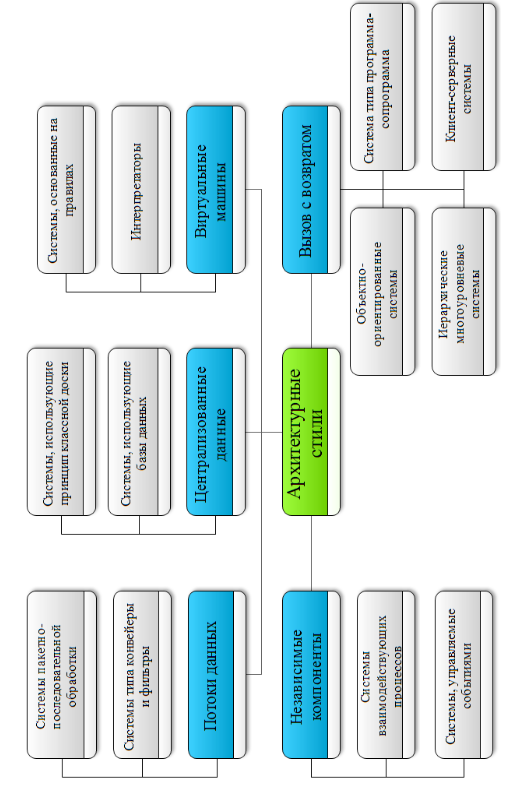 Системы пакетно-
последовательной
обработки
Системы, использующие
принцип классной доски
Системы, основанные на
правилах
Системы типа конвейеры
и фильтры
Системы, использующие
базы данных
Интерпретаторы
Потоки данных
Централизованные
данные
Виртуальные
машины
Независимые
компоненты
Архитектурные
стили
Вызов с возвратом
Системы
взаимодействующих
процессов
Объектно-
ориентированные
системы
Система типа программа-
сопрограмма
Системы, управляемые
событиями
Иерархические
многоуровневые
системы
Клиент-серверные
системы